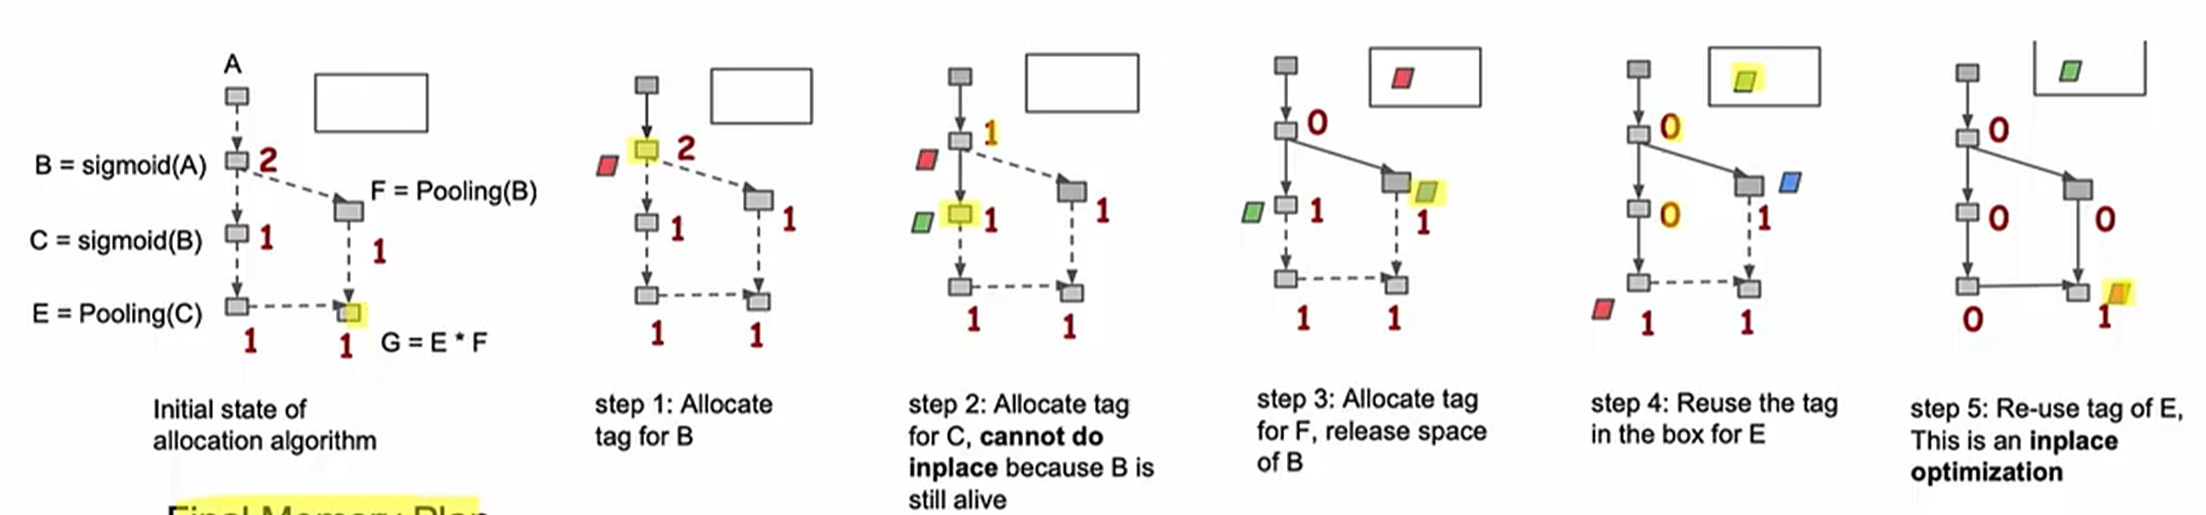 A
B = sigmoid(A)
2
F = Pooling(B)
C = sigmoid(B)
1
1
E = Pooling(C)
1
1
G = E * F
Initial state of
allocation algorithm
2
1
1
1
1
step 1: Allocate
tag for B
1
1
1
1
1
step 2: Allocate tag
for C, cannot do
inplace because B is
still alive
0
1
1
1
1
step 3: Allocate tag
for F, release space
of B
0
0
1
1
1
step 4: Reuse the tag
in the box for E
0
0
0
0
1
step 5: Re-use tag of E,
This is an inplace
optimization
Final Memory Plan